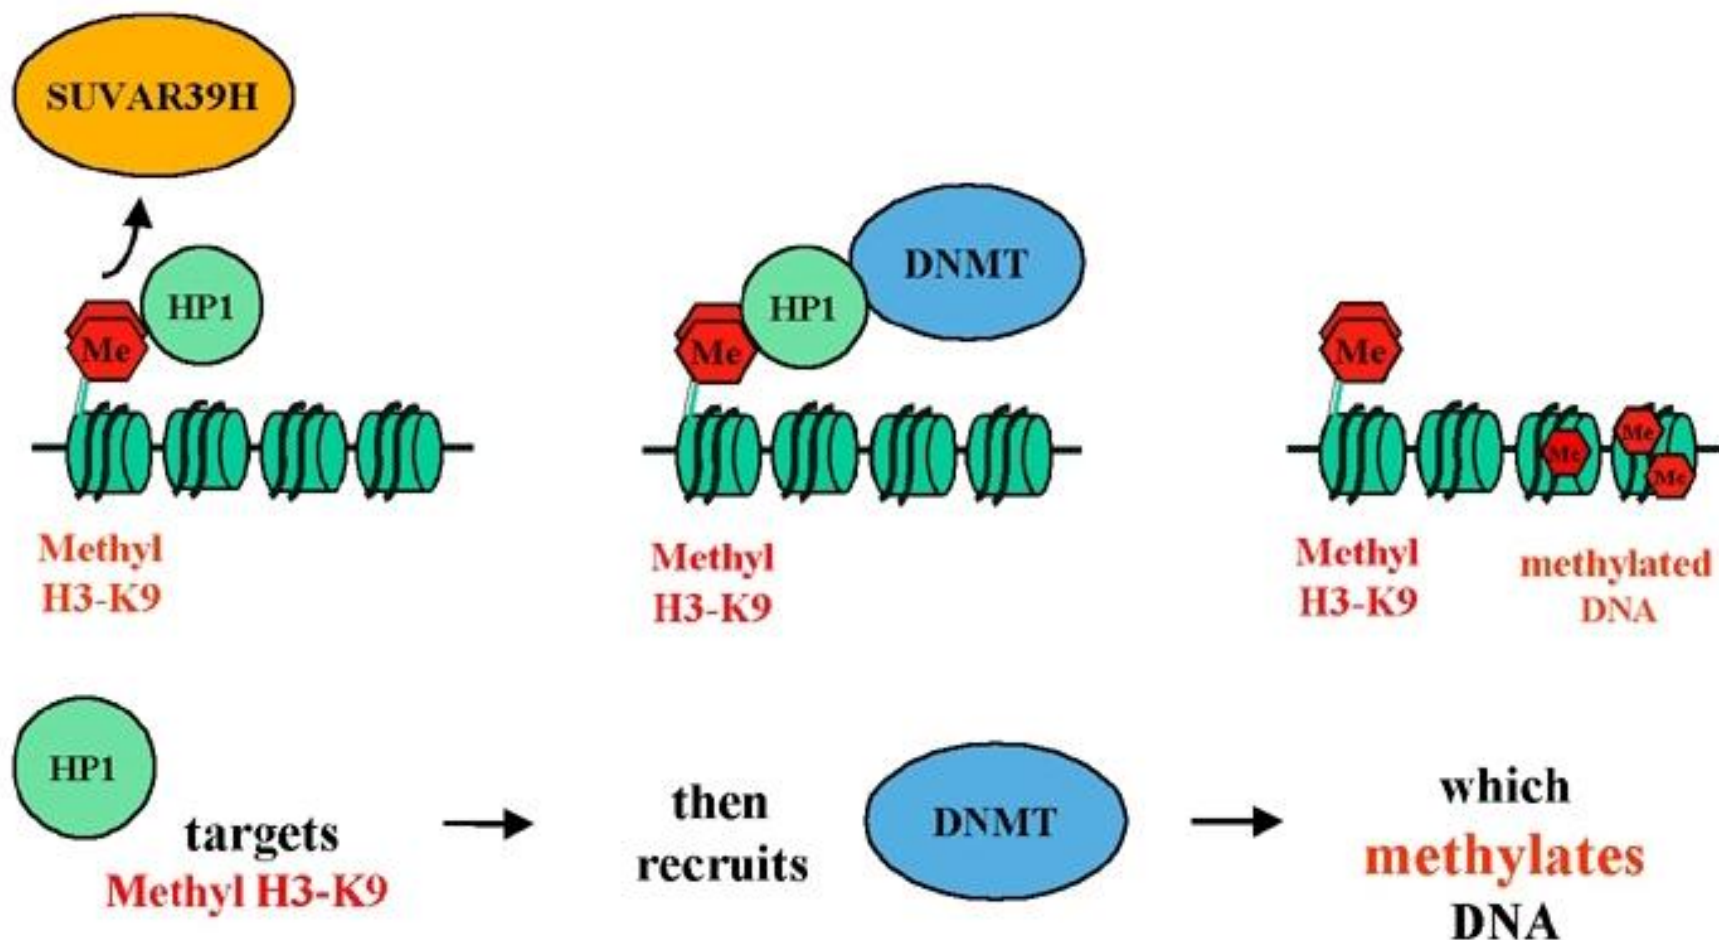 SUVAR39H
HP1
Me
Methyl
H3-K9
DNMT
HP1
Me
Methyl
H3-K9
Me
Me
Me
Me
Methyl
H3-K9
methylated
DNA
HP1
targets
Methyl H3-K9
then
recruits
DNMT
which
methylates
DNA